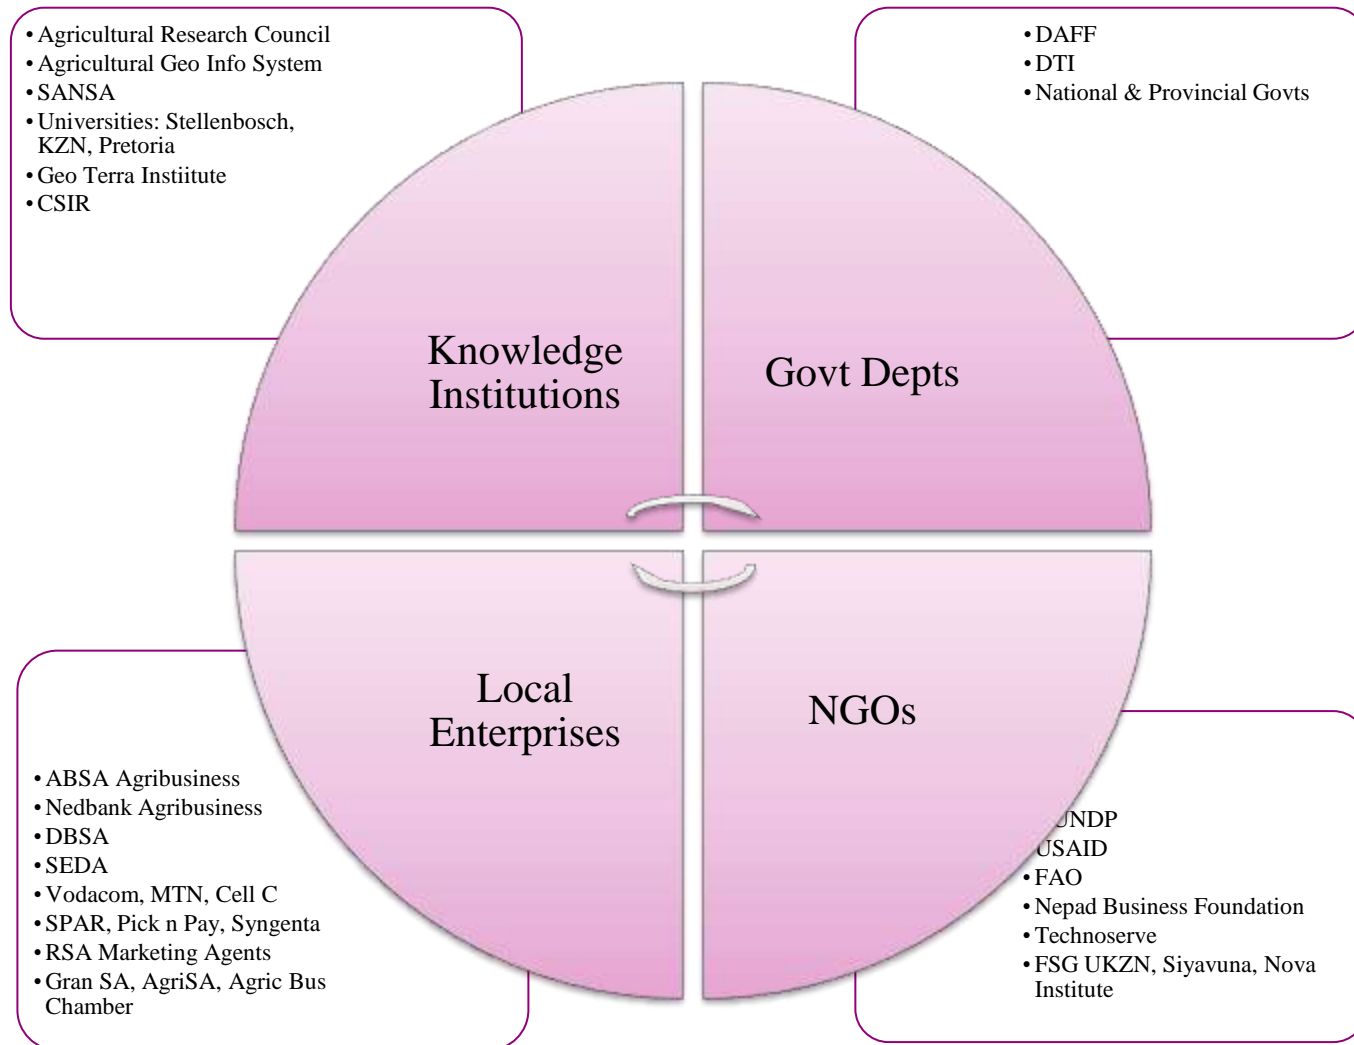 • Agricultural Research Council
• Agricultural Geo Info System
• SANSA
• Universities: Stellenbosch,
KZN, Pretoria
• Geo Terra Instiitute
• CSIR
• DAFF
• DTI
• National & Provincial Govts
Knowledge
Institutions
Govt Depts
Local
Enterprises
NGOs
• ABSA Agribusiness
• Nedbank Agribusiness
• DBSA
• SEDA
• Vodacom, MTN, Cell C
• SPAR, Pick n Pay, Syngenta
• RSA Marketing Agents
• Gran SA, AgriSA, Agric Bus
Chamber
UNDP
USAID
• FAO
• Nepad Business Foundation
• Technoserve
• FSG UKZN, Siyavuna, Nova
Institute